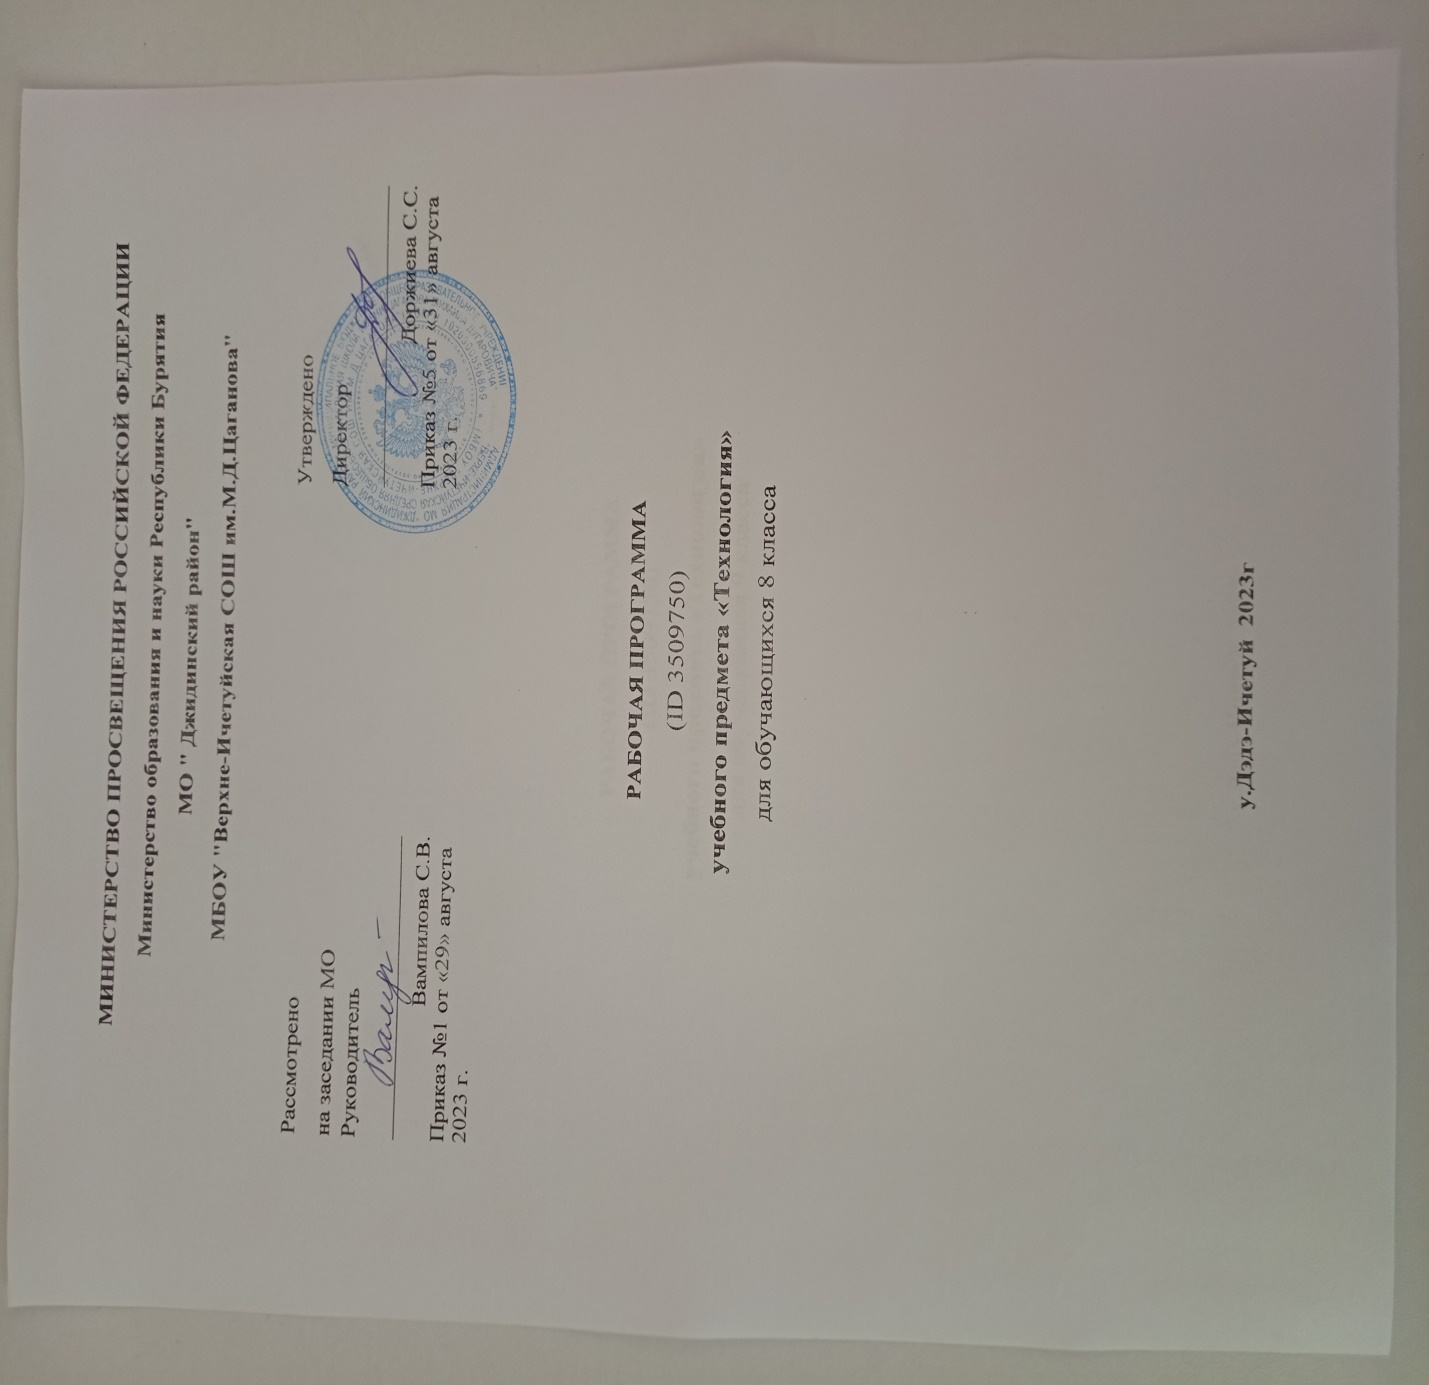 МИНИСТЕРСТВО ПРОСВЕЩЕНИЯ РОССИЙСКОЙ ФЕДЕРАЦИИ
Министерство образования и науки Республики Бурятия
МО " Джидинский район"
МБОУ "Верхне-Ичетуйская СОШ им.М.Д.Цаганова"
Рассмотрено
на заседании МО
Руководитель
Вампилова С.В.
Приказ №1 от «29» августа
2023 г.
Утверждено
Директор
Доржиева С.С.
Приказ №5 от «31» августа
2023 г.
РАБОЧАЯ ПРОГРАММА
(ID 3509750)
учебного предмета «Технология»
для обучающихся 8 класса
у.Дэдэ-Ичетуй 2023г